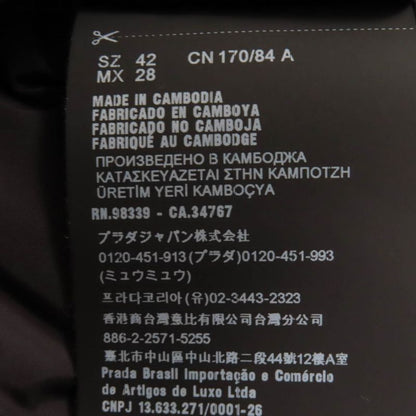 SZ 42 CN 170/84 A
MX 28
MADE IN CAMBODIA
FABRICADO EN CAMBOYA
FABRICADO NO CAMBOJA
FABRIQUÉ AU CAMBODGE
ПРОИЗВЕДЕНО В КАМБОДЖА
ΚΑΤΑΣΚΕΥΑΖΕΤΑΙ ΣΤΗΝ ΚΑΜΠΟΤΖΗ
ÜRETİM YERİ KAMBOÇYA
RN.98339 - CA.34767
プラダジャパン株式会社
0120-451-913(プラダ)0120-451-993
(ミュウミュウ)
프라다코리아(유) 02-3443-2323
香港商台灣意比有限公司台灣分公司
886-2-2571-5255
臺北市中山區中山北路二段44號12樓A室
Prada Brasil Importação e Comércio
de Artigos de Luxo Ltda
CNPJ 13.633.271/0001-26